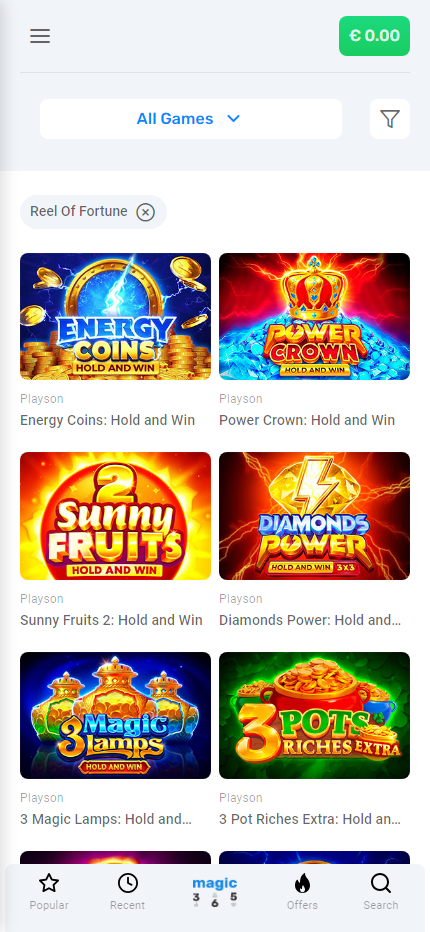 € 0.00
All Games
Reel Of Fortune
ENERGY
COINS
HOLD AND WIN
POWER
CROWN
HOLD AND WIN
Playson
Energy Coins: Hold and Win
Playson
Power Crown: Hold and Win
2
Sunny
FRUITS
HOLD AND WIN
DIAMONDS
POWER
HOLD AND WIN 3X3
Playson
Sunny Fruits 2: Hold and Win
Playson
Diamonds Power: Hold and...
3 Magic
Lamps
HOLD AND WIN
3 POTS
RICHES EXTRA
Playson
3 Magic Lamps: Hold and...
Playson
3 Pot Riches Extra: Hold an...
Popular
Recent
magic
3 6 5
Offers
Search